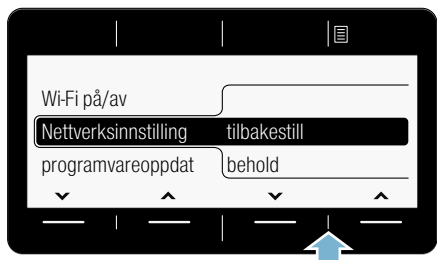 Wi-Fi på/av
Nettverksinnstilling tilbakestill
programvareoppdat behold